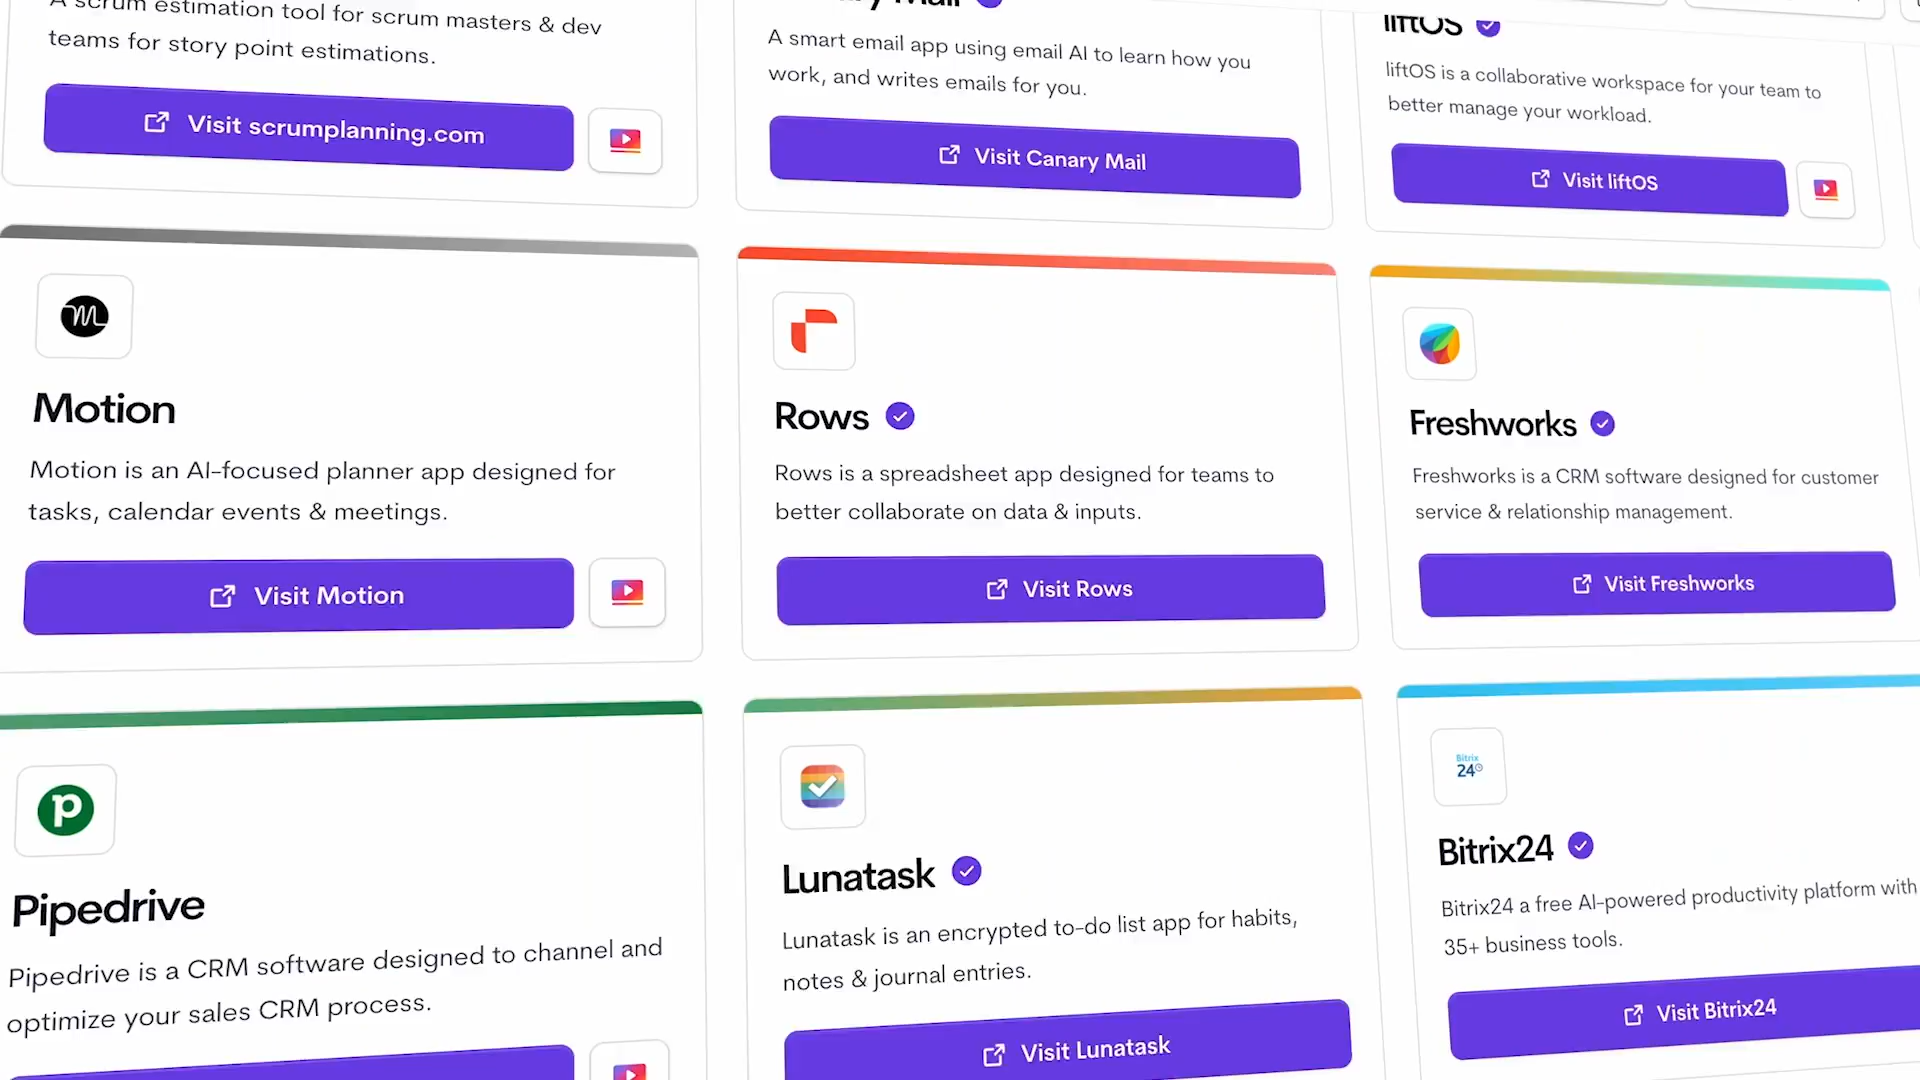 A scrum estimation tool for scrum masters & dev
teams for story point estimations.
Visit scrumplanning.com
Mail
A smart email app using email AI to learn how you
work, and writes emails for you.
Visit Canary Mail
liftOS
liftOS is a collaborative workspace for your team to
better manage your workload.
Visit liftOS
Motion
Motion is an AI-focused planner app designed for
tasks, calendar events & meetings.
Visit Motion
Rows
Rows is a spreadsheet app designed for teams to
better collaborate on data & inputs.
Visit Rows
Freshworks
Freshworks is a CRM software designed for customer
service & relationship management.
Visit Freshworks
Pipedrive
Pipedrive is a CRM software designed to channel and
optimize your sales CRM process.
Lunatask
Lunatask is an encrypted to-do list app for habits,
notes & journal entries.
Visit Lunatask
Bitrix
24
Bitrix24
Bitrix24 a free AI-powered productivity platform with
35+ business tools.
Visit Bitrix24